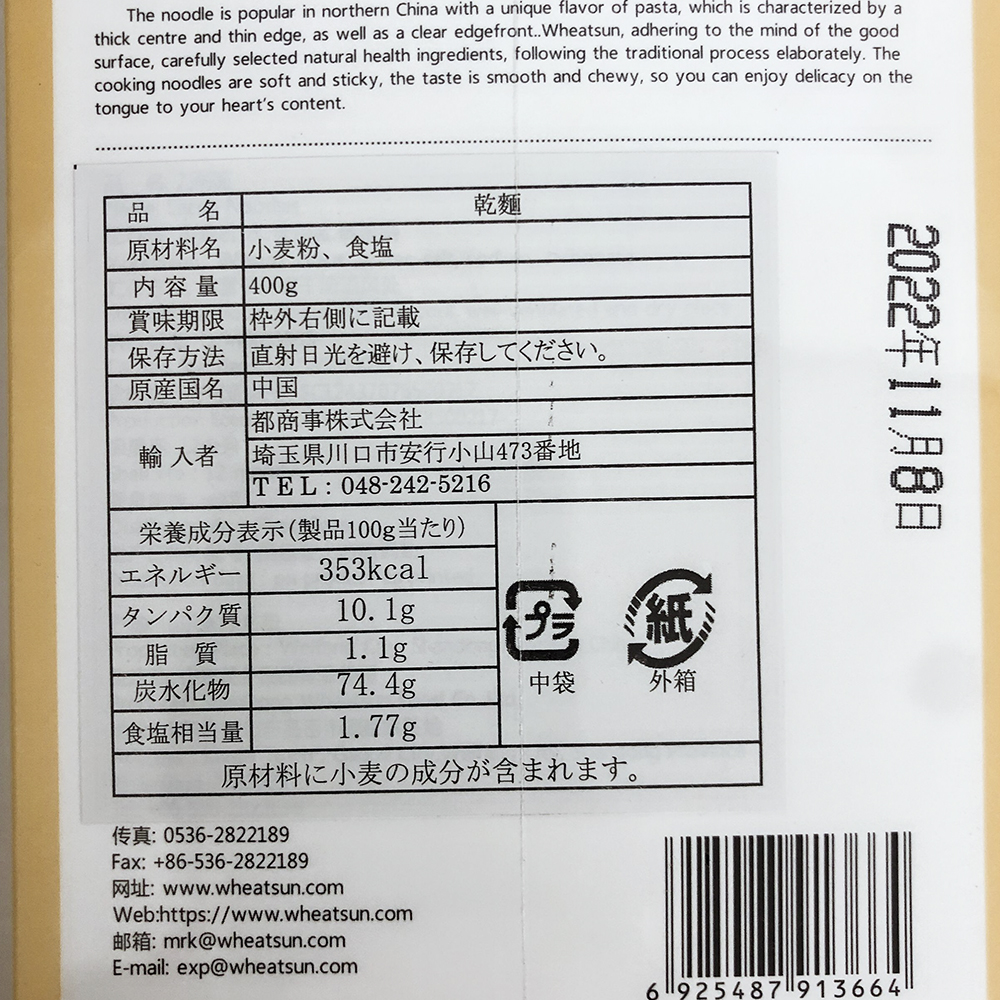 The noodle is popular in northern China with a unique flavor of pasta, which is characterized by a
thick centre and thin edge, as well as a clear edgefront..Wheatsun, adhering to the mind of the good
surface, carefully selected natural health ingredients, following the traditional process elaborately. The
cooking noodles are soft and sticky, the taste is smooth and chewy, so you can enjoy delicacy on the
tongue to your heart's content.
品 名 乾麺
原材料名 小麦粉、食塩
内容量 400g
賞味期限 枠外右側に記載
保存方法 直射日光を避け、保存してください。
原産国名 中国
輸入者 都商事株式会社
埼玉県川口市安行小山473番地
TEL:048-242-5216
栄養成分表示(製品100g当たり)
エネルギー 353kcal
タンパク質 10.1g
脂 質 1.1g
炭水化物 74.4g
食塩相当量 1.77g
プラ
中袋
紙
外箱
原材料に小麦の成分が含まれます。
2022年11月8日
传真: 0536-2822189
Fax: +86-536-2822189
网址: www.wheatsun.com
Web:https://www.wheatsun.com
邮箱: mrk@wheatsun.com
E-mail: exp@wheatsun.com
6 925487 913664